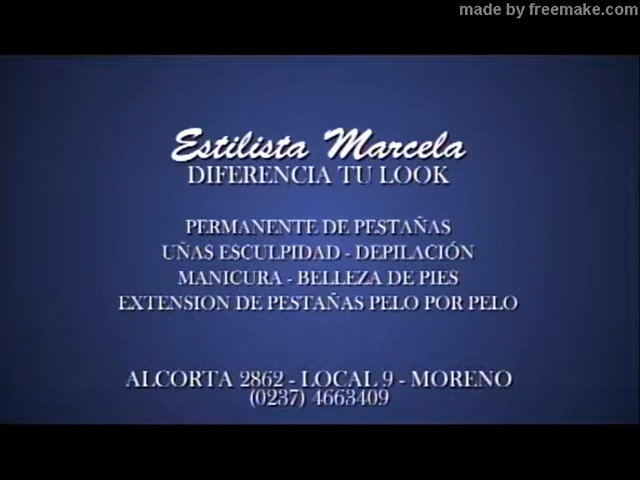 made by freemake.com
Estilista Marcela
DIFERENCIA TU LOOK
PERMANENTE DE PESTAÑAS
UÑAS ESCULPIDAD - DEPILACIÓN
MANICURA - BELLEZA DE PIES
EXTENSION DE PESTAÑAS PELO POR PELO
ALCORTA 2862 - LOCAL 9 - MORENO
(0237) 4663409